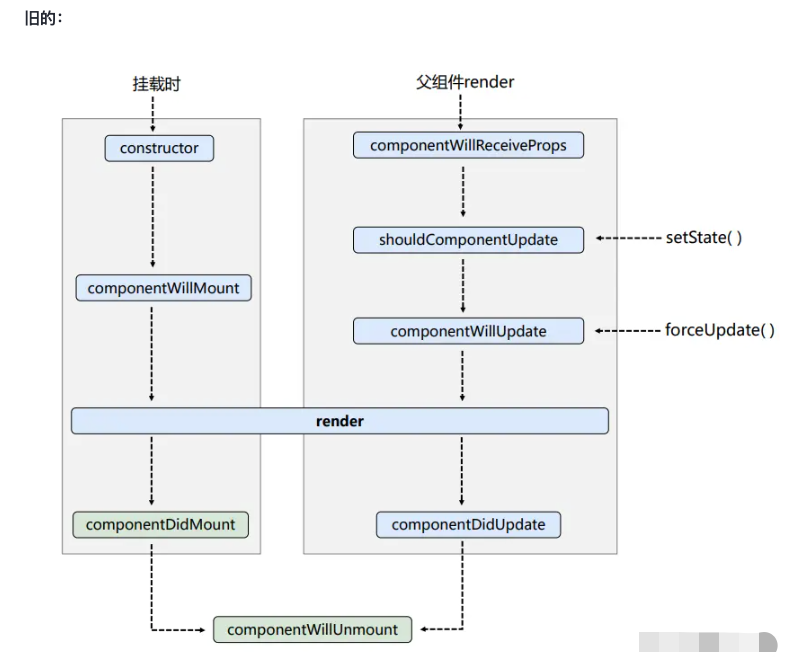 旧的：
挂载时
父组件render
constructor
componentWillReceiveProps
shouldComponentUpdate
setState( )
componentWillMount
componentWillUpdate
forceUpdate( )
render
componentDidMount
componentDidUpdate
componentWillUnmount